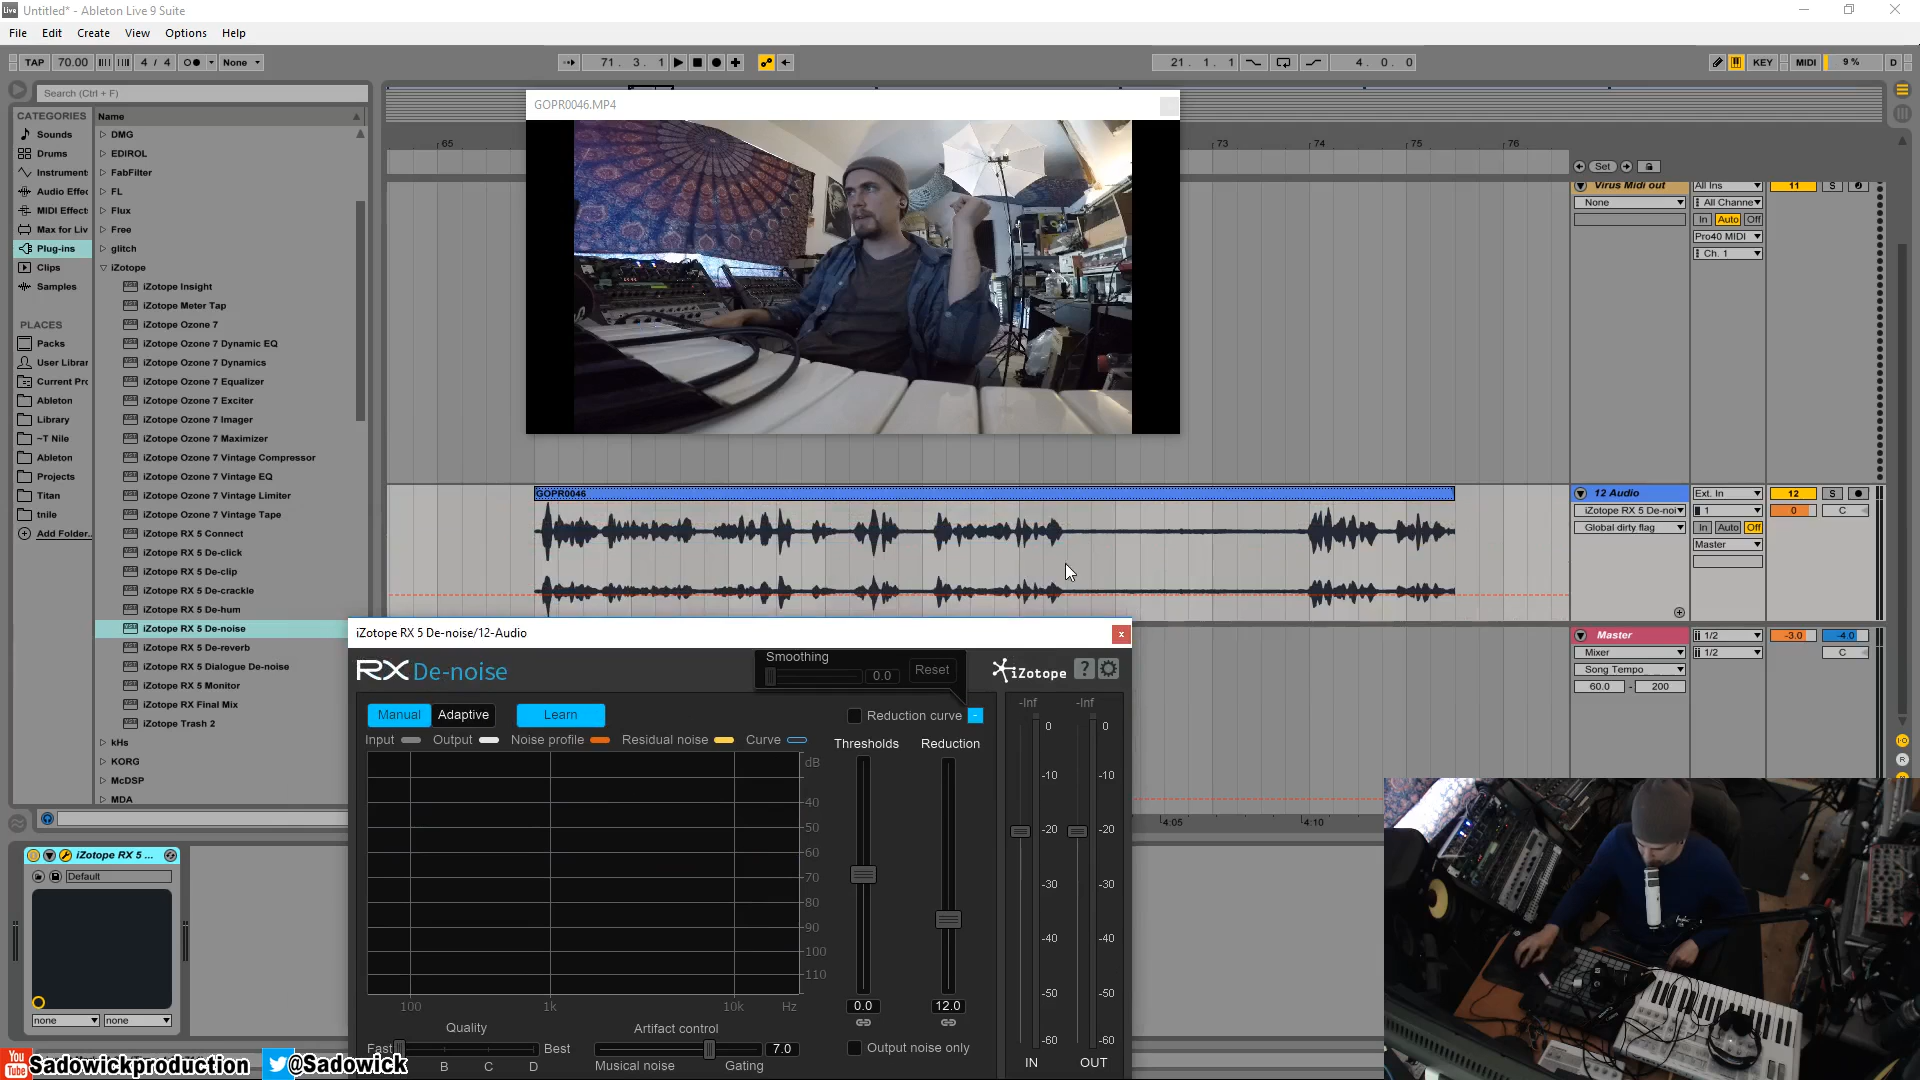 Live Untitled* - Ableton Live 9 Suite
File Edit Create View Options Help
TAP 70.00 4 / 4 None 71. 3. 1 21. 1. 1 4. 0. 0 KEY MIDI 9 % D
Search (Ctrl + F)
CATEGORIES
Sounds
Drums
Instrument
Audio Effec
MIDI Effect
Max for Liv
Plug-ins
Clips
Samples
PLACES
Packs
User Librar
Current Pro
Ableton
Library
~T Nile
Ableton
Projects
Titan
tnile
Add Folder..
Name
DMG
EDIROL
FabFilter
FL
Flux
Free
glitch
iZotope
iZotope Insight
iZotope Meter Tap
iZotope Ozone 7
iZotope Ozone 7 Dynamic EQ
iZotope Ozone 7 Dynamics
iZotope Ozone 7 Equalizer
iZotope Ozone 7 Exciter
iZotope Ozone 7 Imager
iZotope Ozone 7 Maximizer
iZotope Ozone 7 Vintage Compressor
iZotope Ozone 7 Vintage EQ
iZotope Ozone 7 Vintage Limiter
iZotope Ozone 7 Vintage Tape
iZotope RX 5 Connect
iZotope RX 5 De-click
iZotope RX 5 De-clip
iZotope RX 5 De-crackle
iZotope RX 5 De-hum
iZotope RX 5 De-noise
iZotope RX 5 De-reverb
iZotope RX 5 Dialogue De-noise
iZotope RX 5 Monitor
iZotope RX Final Mix
iZotope Trash 2
kHs
KORG
McDSP
MDA
GOPR0046.MP4
65 73 74 75 76
Set
Virus Midi out All Ins 11 S
None All Channe
In Auto Off
Pro40 MIDI
Ch. 1
GOPR0046
12 Audio Ext. In 12 S
iZotope RX 5 De-noi 1 0 C
Global dirty flag In Auto Off
Master
Master 1/2 -3.0 -4.0
Mixer 1/2 C
Song Tempo
60.0 - 200
4:05 4:10
iZotope RX 5 De-noise/12-Audio x
RX De-noise
Smoothing
0.0 Reset
iZotope ?
Manual Adaptive Learn
Reduction curve -
Input Output Noise profile Residual noise Curve
Thresholds Reduction
dB
40
50
60
70
80
90
100
110
100 1k 10k Hz
0.0 12.0
Quality
Fast Best
B C D
Artifact control
7.0
Musical noise Gating
Output noise only
-Inf -Inf
0 0
-10 -10
-20 -20
-30 -30
-40 -40
-50 -50
-60 -60
IN OUT
iZotope RX 5 ...
Default
none none
You Tube Sadowickproduction @Sadowick